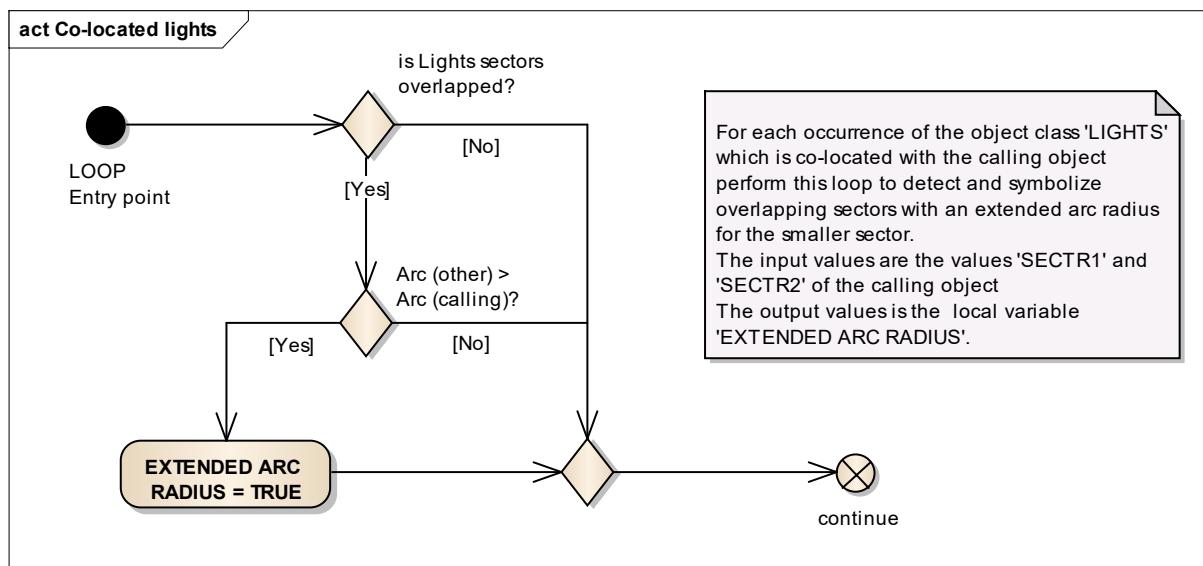 act Co-located lights
is Lights sectors
overlapped?
[No]
LOOP
Entry point
[Yes]
Arc (other) >
Arc (calling)?
[Yes]
[No]
EXTENDED ARC
RADIUS = TRUE
continue
For each occurrence of the object class 'LIGHTS'
which is co-located with the calling object
perform this loop to detect and symbolize
overlapping sectors with an extended arc radius
for the smaller sector.
The input values are the values 'SECTR1' and
'SECTR2' of the calling object
The output values is the local variable
'EXTENDED ARC RADIUS'.